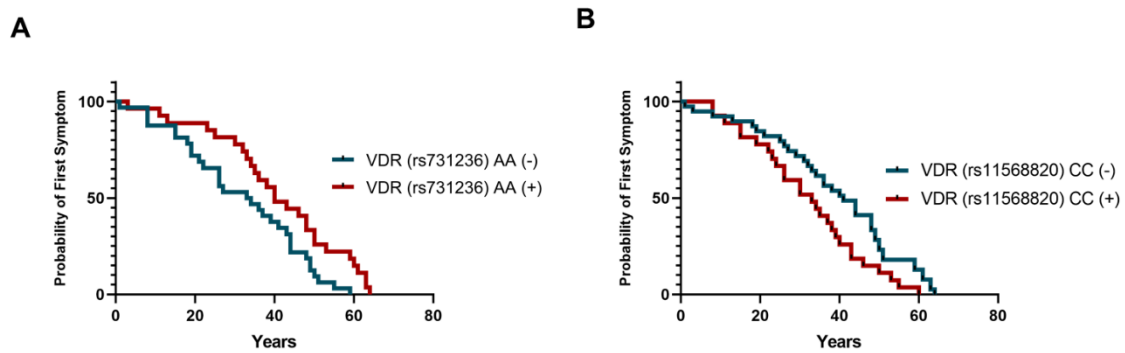 A
Probability of First Symptom
100
50
0
0 20 40 60 80
Years
VDR (rs731236) AA (-)
VDR (rs731236) AA (+)
B
Probability of First Symptom
100
50
0
0 20 40 60 80
Years
VDR (rs11568820) CC (-)
VDR (rs11568820) CC (+)